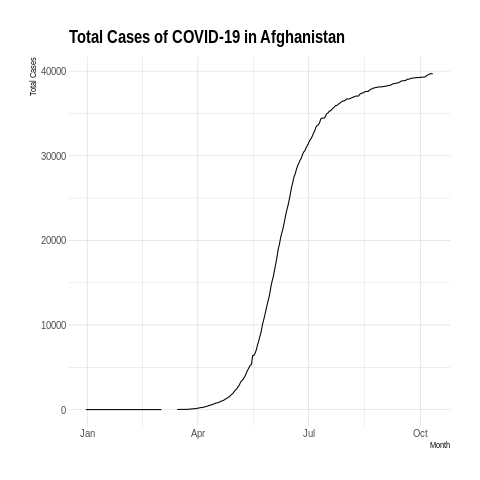 Total Cases of COVID-19 in Afghanistan
Total Cases
40000
30000
20000
10000
0
Jan Apr Jul Oct
Month